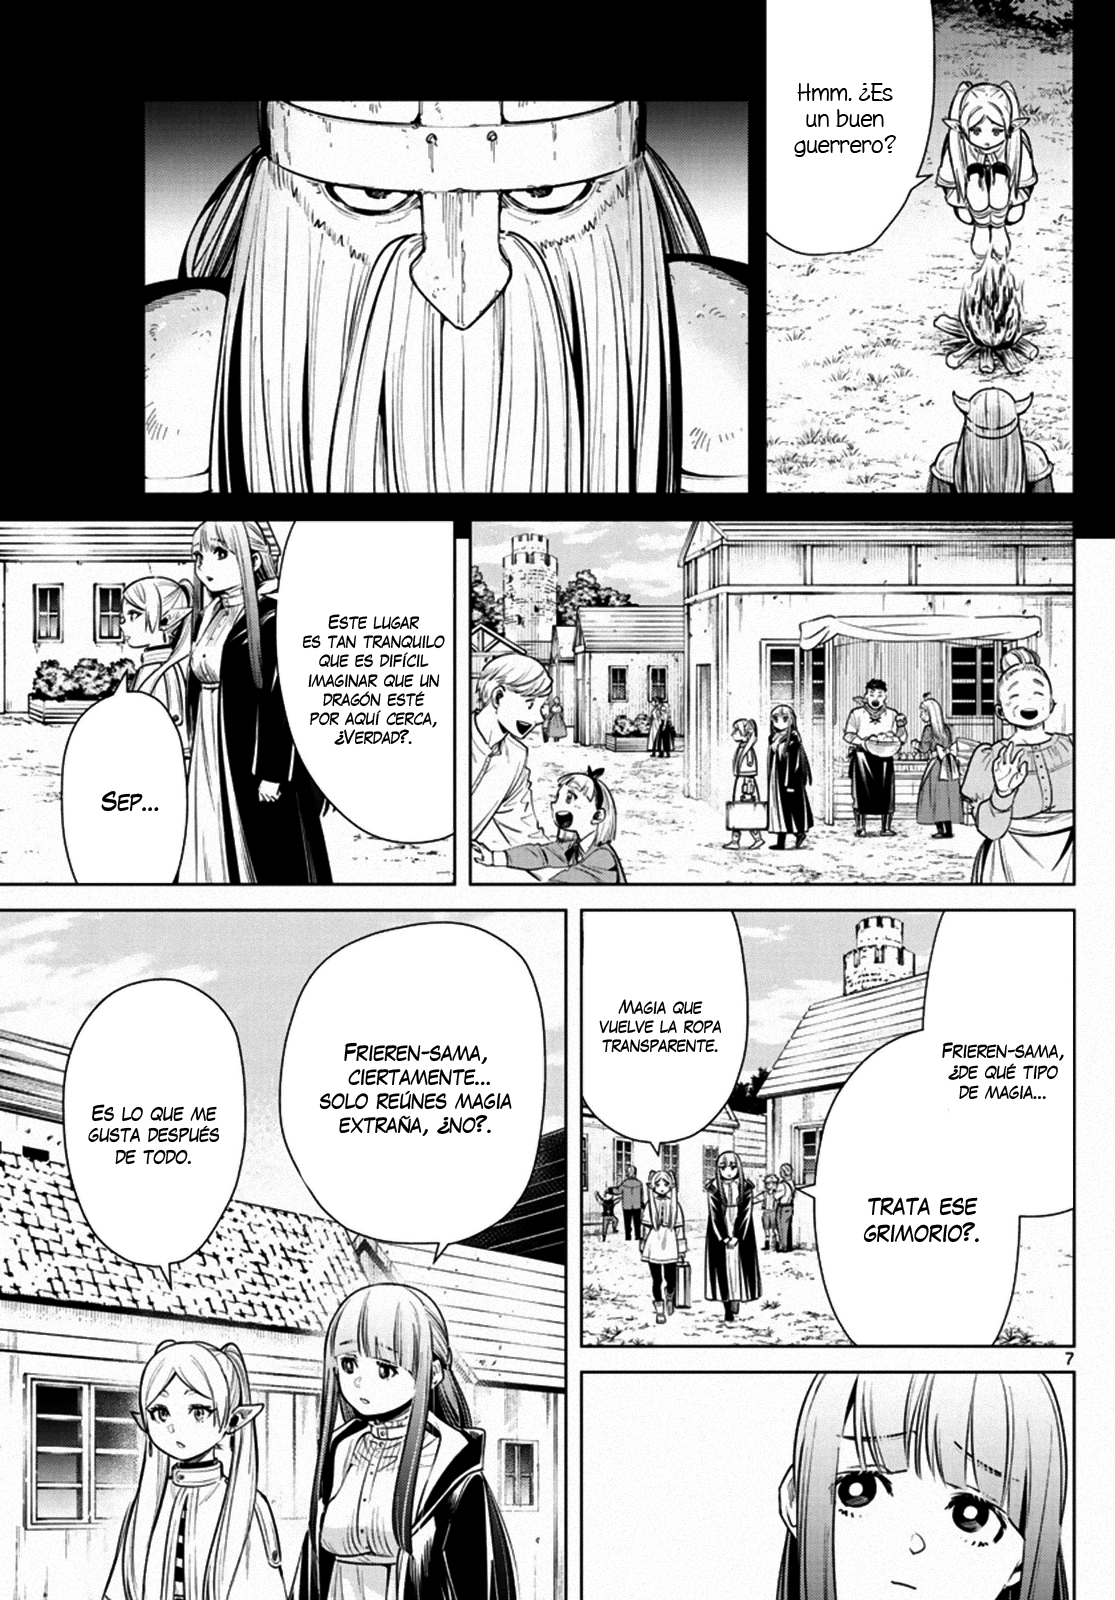 Hmm. ¿Es
un buen
guerrero?
Este lugar
es tan tranquilo
que es difícil
imaginar que un
dragón esté
por aquí cerca,
¿Verdad?.
Sep...
Frieren-sama,
¿de qué tipo
de magia...
trata ese
grimorio?.
Magia que
vuelve la ropa
transparente.
7
Frieren-sama,
ciertamente...
solo reúnes magia
extraña, ¿no?.
Es lo que me
gusta después
de todo.